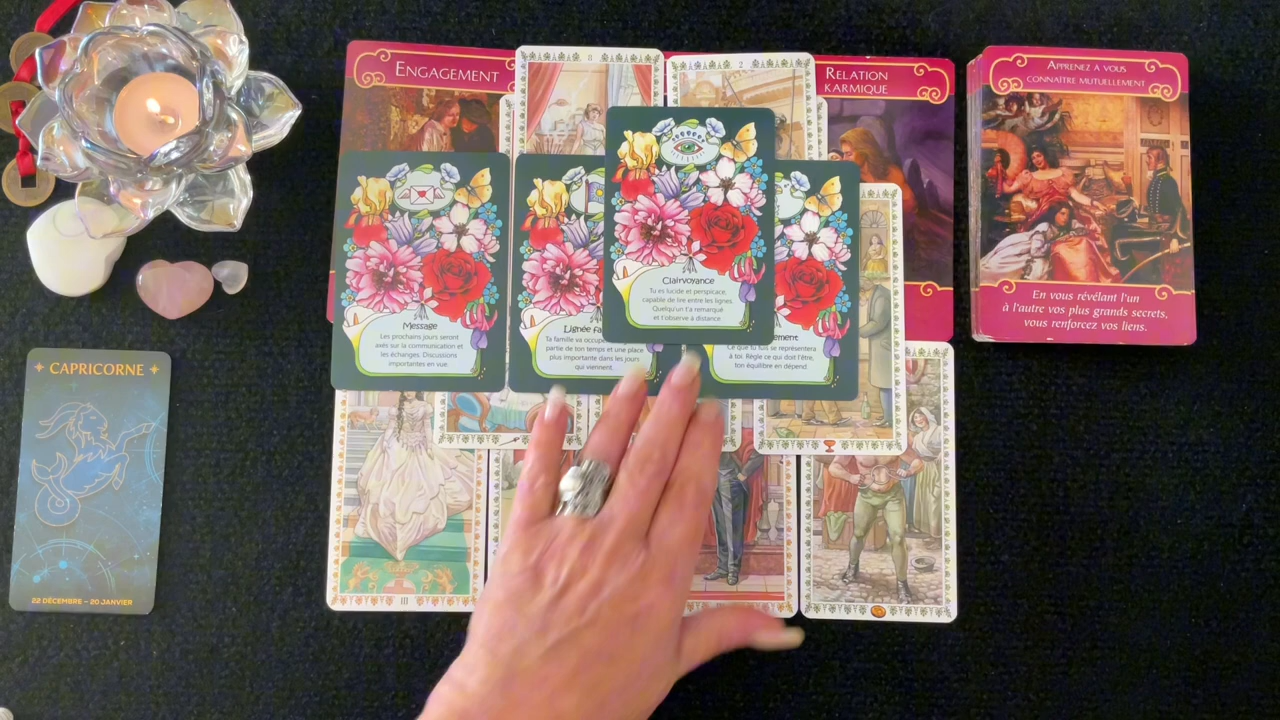 ENGAGEMENT
8
2
RELATION
KARMIQUE
APPRENEZ À VOUS
CONNAÎTRE MUTUELLEMENT
En vous révélant l'un
à l'autre vos plus grands secrets,
vous renforcez vos liens.
Clairvoyance
Tu es lucide et perspicace,
capable de lire entre les lignes.
Quelqu'un t'a remarqué
et t'observe à distance.
Message
Les prochains jours seront
axés sur la communication et
les échanges. Discussions
importantes en vue.
Lignée
Ta famille va
partie de ton temps et une place
plus importante dans les jours
qui viennent.
Ce que tu fuis se représentera
à toi. Règle ce qui doit l'être,
ton équilibre en dépend.
CAPRICORNE
22 DÉCEMBRE – 20 JANVIER
III